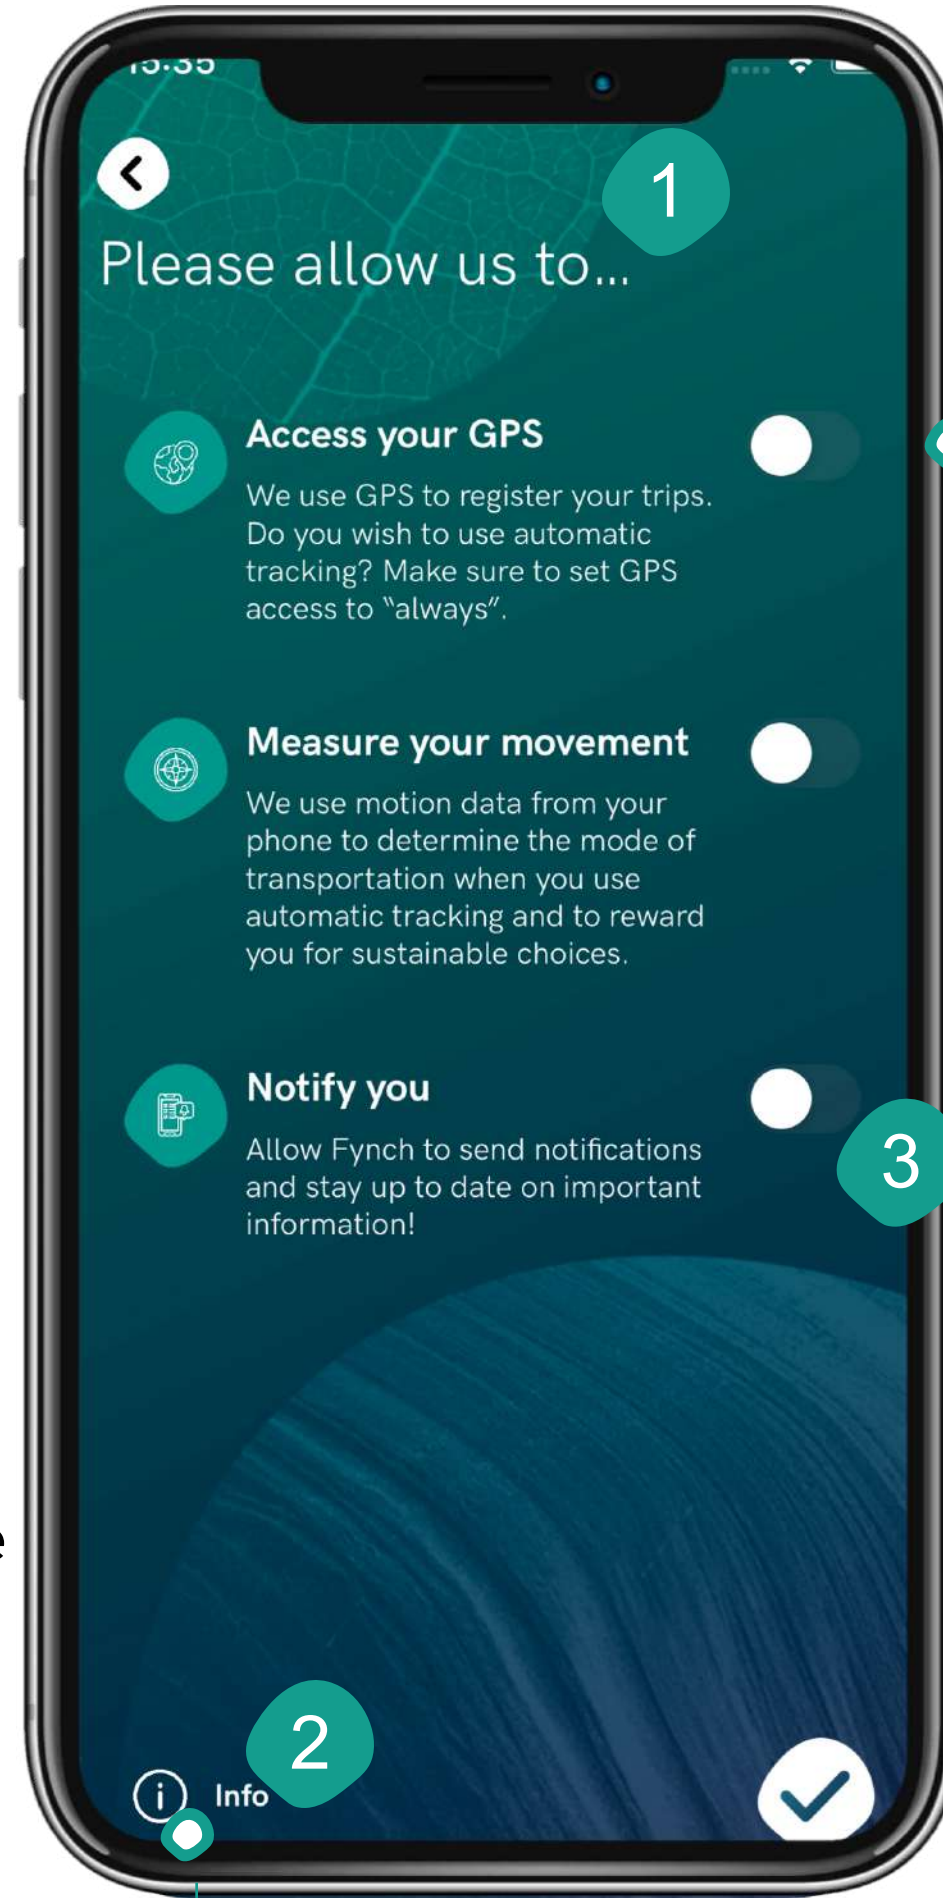 15:35
1
Please allow us to...
Access your GPS
We use GPS to register your trips.
Do you wish to use automatic
tracking? Make sure to set GPS
access to “always”.
Measure your movement
We use motion data from your
phone to determine the mode of
transportation when you use
automatic tracking and to reward
you for sustainable choices.
Notify you
3
Allow Fynch to send notifications
and stay up to date on important
information!
e
2
Info